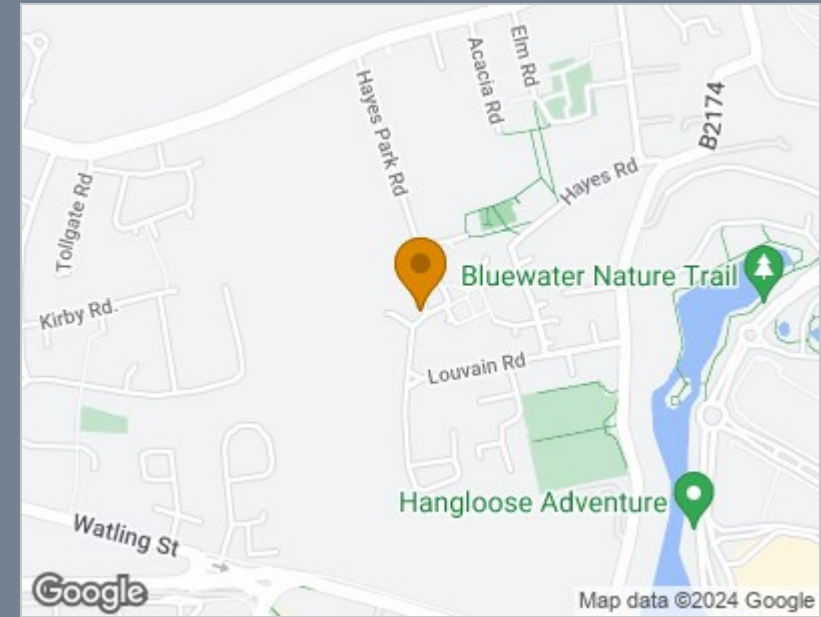 Elm Rd
Acacia Rd
Hayes Park Rd
B2174
Hayes Rd
Tollgate Rd
Bluewater Nature Trail
Kirby Rd.
Louvain Rd
Hangloose Adventure
Watling St
Google
Map data ©2024 Google